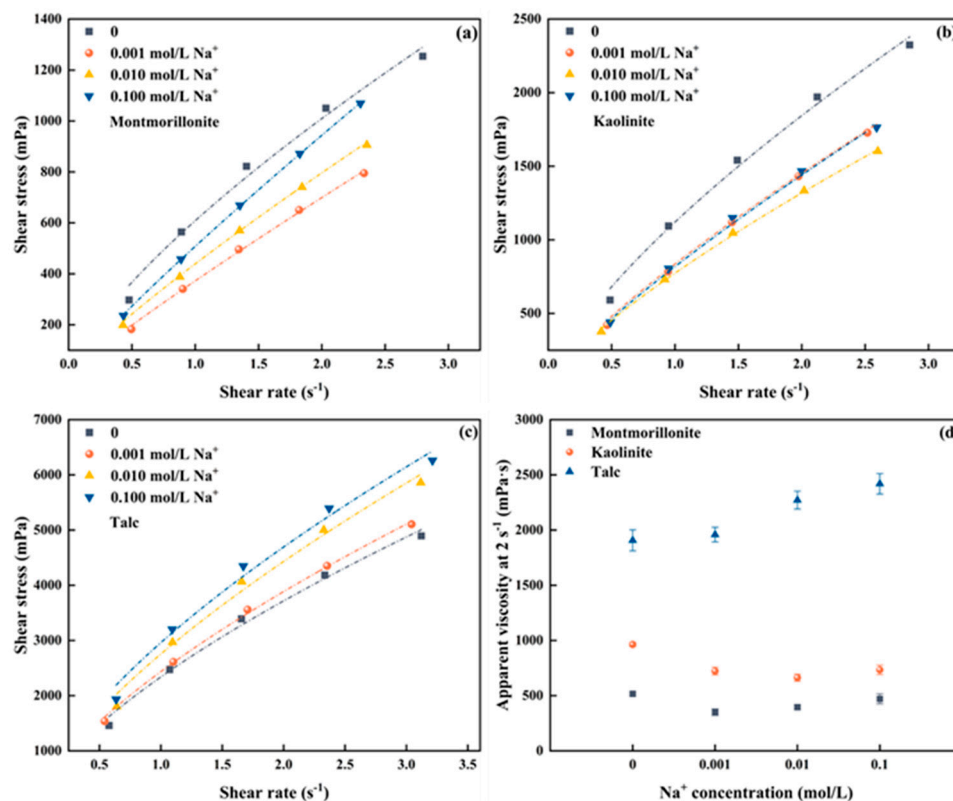 (a)
0
0.001 mol/L Na⁺
0.010 mol/L Na⁺
0.100 mol/L Na⁺
Montmorillonite
1400
1200
1000
800
600
400
200
0.0 0.5 1.0 1.5 2.0 2.5 3.0
Shear stress (mPa)
Shear rate (s⁻¹)
(b)
0
0.001 mol/L Na⁺
0.010 mol/L Na⁺
0.100 mol/L Na⁺
Kaolinite
2500
2000
1500
1000
500
0.0 0.5 1.0 1.5 2.0 2.5 3.0
Shear stress (mPa)
Shear rate (s⁻¹)
(c)
0
0.001 mol/L Na⁺
0.010 mol/L Na⁺
0.100 mol/L Na⁺
Talc
7000
6000
5000
4000
3000
2000
1000
0.5 1.0 1.5 2.0 2.5 3.0 3.5
Shear stress (mPa)
Shear rate (s⁻¹)
(d)
Montmorillonite
Kaolinite
Talc
3000
2500
2000
1500
1000
500
0
0 0.001 0.01 0.1
Apparent viscosity at 2 s⁻¹ (mPa·s)
Na⁺ concentration (mol/L)